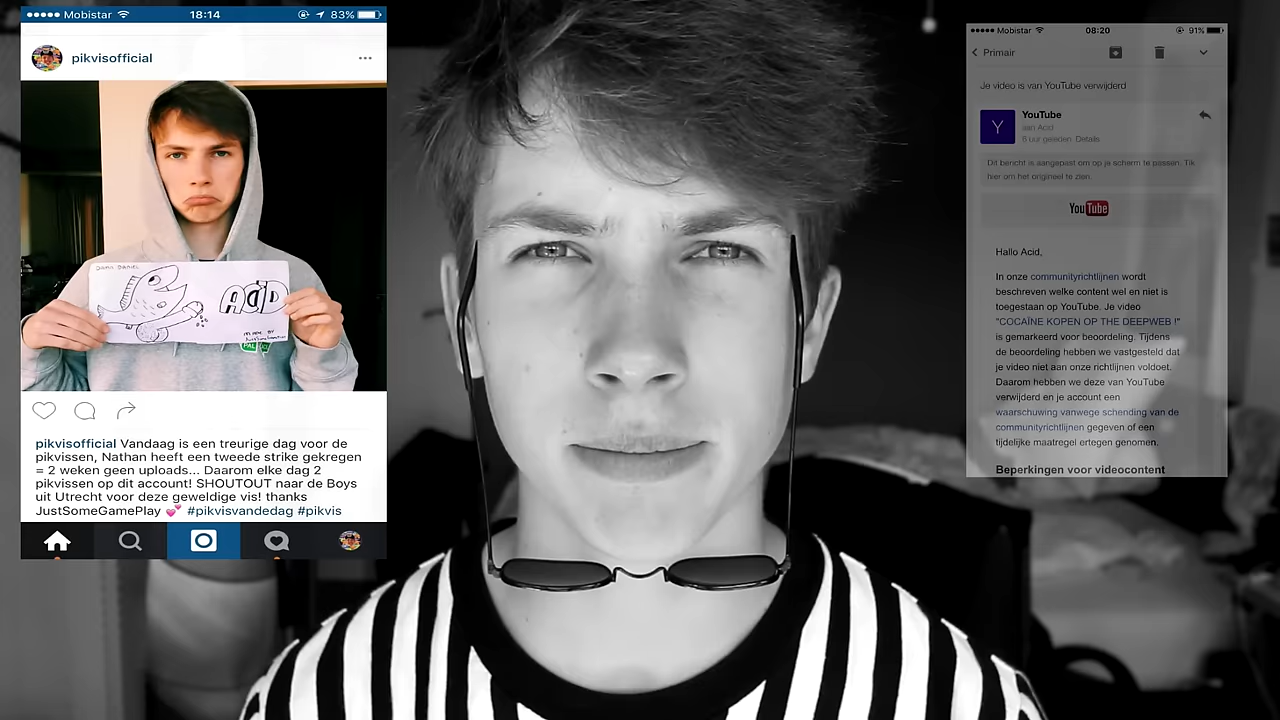 Mobistar 18:14 83%
pikvisofficial
DAMN DANIEL
ACID
MADE BY
pikvisofficial Vandaag is een treurige dag voor de
pikvissen, Nathan heeft een tweede strike gekregen
= 2 weken geen uploads... Daarom elke dag 2
pikvissen op dit account! SHOUTOUT naar de Boys
uit Utrecht voor deze geweldige vis! thanks
JustSomeGamePlay 💕 #pikvisvandedag #pikvis
Mobistar 08:20 91%
Primair
Je video is van YouTube verwijderd
Y YouTube
aan Acid
6 uur geleden Details
Dit bericht is aangepast om op je scherm te passen. Tik
hier om het origineel te zien.
YouTube
Hallo Acid,
In onze communityrichtlijnen wordt
beschreven welke content wel en niet is
toegestaan op YouTube. Je video
"COCAÏNE KOPEN OP THE DEEPWEB !"
is gemarkeerd voor beoordeling. Tijdens
de beoordeling hebben we vastgesteld dat
je video niet aan onze richtlijnen voldoet.
Daarom hebben we deze van YouTube
verwijderd en je account een
waarschuwing vanwege schending van de
communityrichtlijnen gegeven of een
tijdelijke maatregel ertegen genomen.
Beperkingen voor videocontent